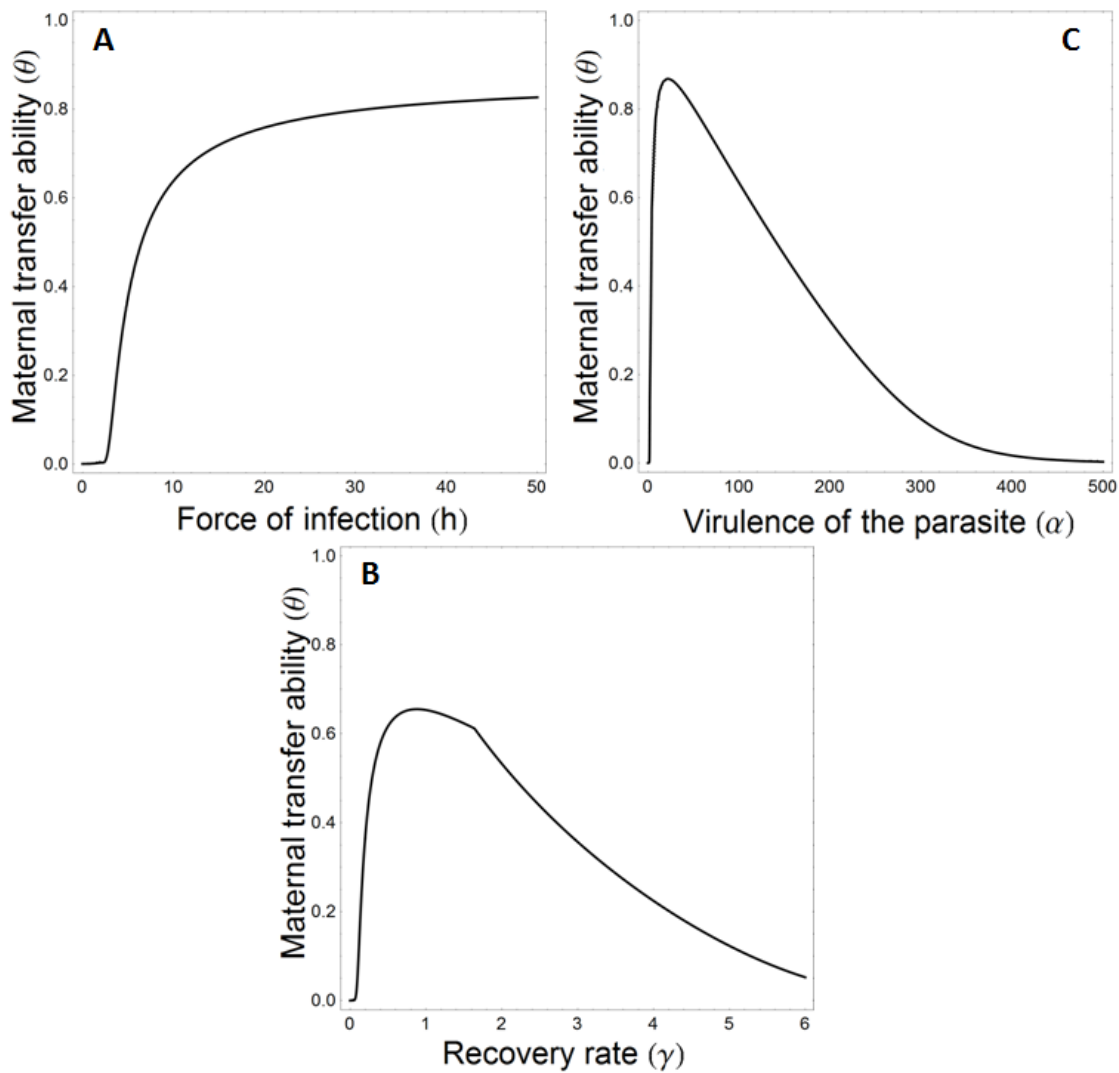 A
Maternal transfer ability (θ)
1.0
0.8
0.6
0.4
0.2
0.0
0 10 20 30 40 50
Force of infection (h)
C
Maternal transfer ability (θ)
1.0
0.8
0.6
0.4
0.2
0.0
0 100 200 300 400 500
Virulence of the parasite (α)
B
Maternal transfer ability (θ)
1.0
0.8
0.6
0.4
0.2
0.0
0 1 2 3 4 5 6
Recovery rate (γ)